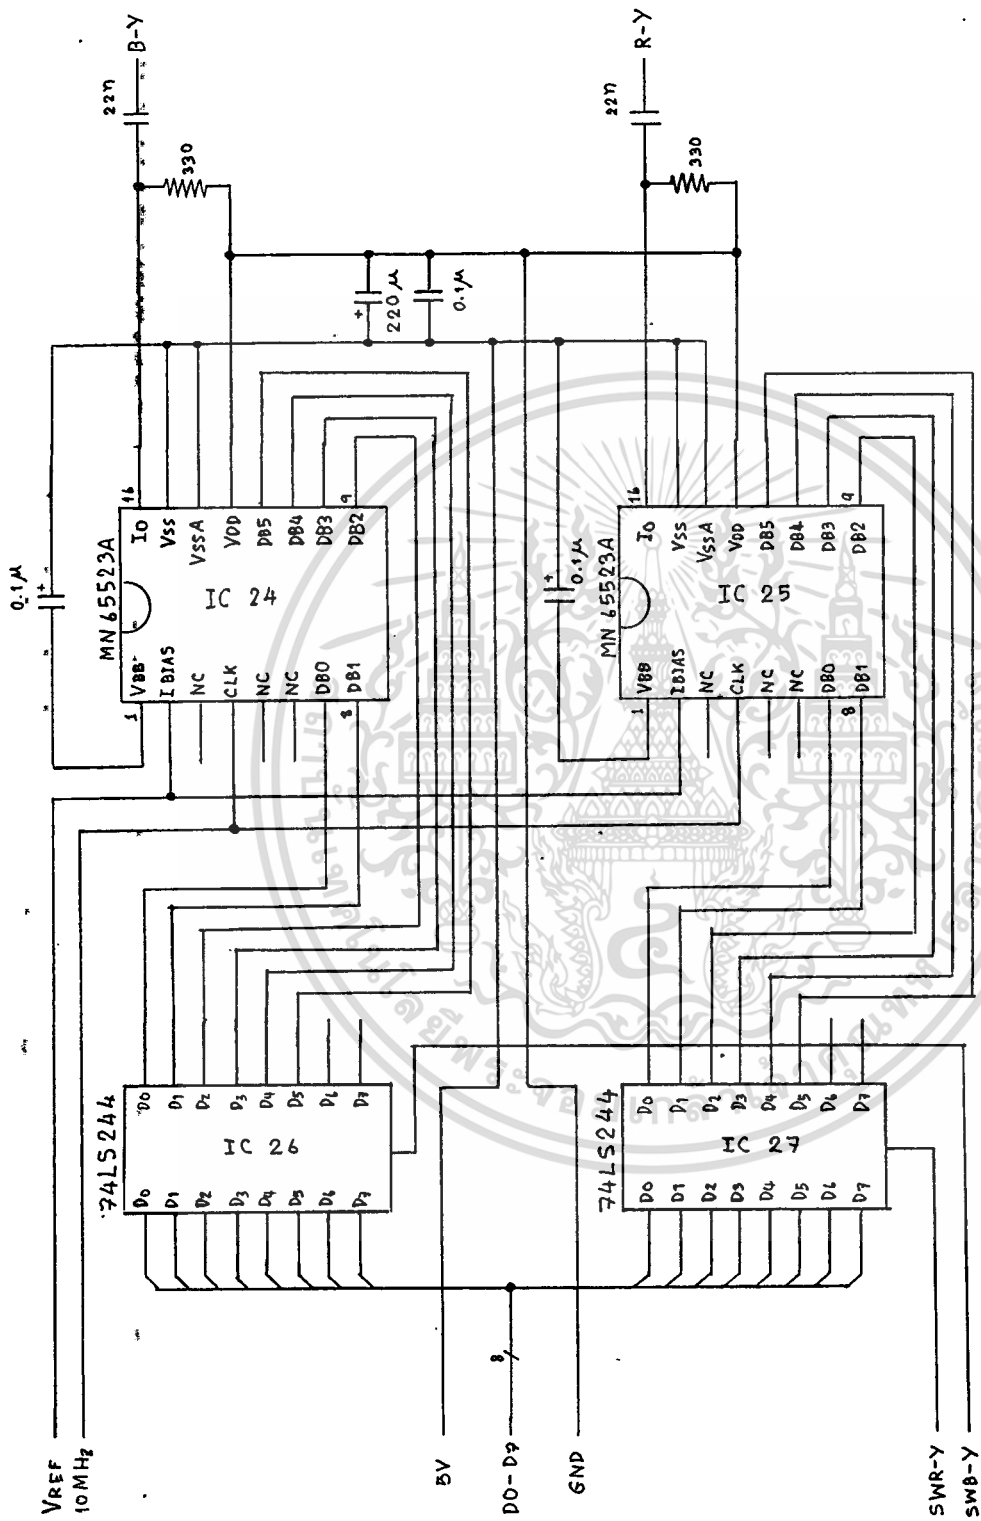 VREF
10MHz
5V
D0-D7
8
GND
SWR-Y
SWB-Y
74LS244
IC 26
D0 D1 D2 D3 D4 D5 D6 D7
D0 D1 D2 D3 D4 D5 D6 D7
74LS244
IC 27
D0 D1 D2 D3 D4 D5 D6 D7
D0 D1 D2 D3 D4 D5 D6 D7
0.1μ
+
MN65523A
IC 24
1 8
VBB IBIAS NC CLK NC NC DB0 DB1
16 9
IO VSS VSSA VDD DB5 DB4 DB3 DB2
0.1μ
+
MN65523A
IC 25
1 8
VBB IBIAS NC CLK NC NC DB0 DB1
16 9
IO VSS VSSA VDD DB5 DB4 DB3 DB2
+
220μ
0.1μ
330
22n
B-Y
330
22n
R-Y